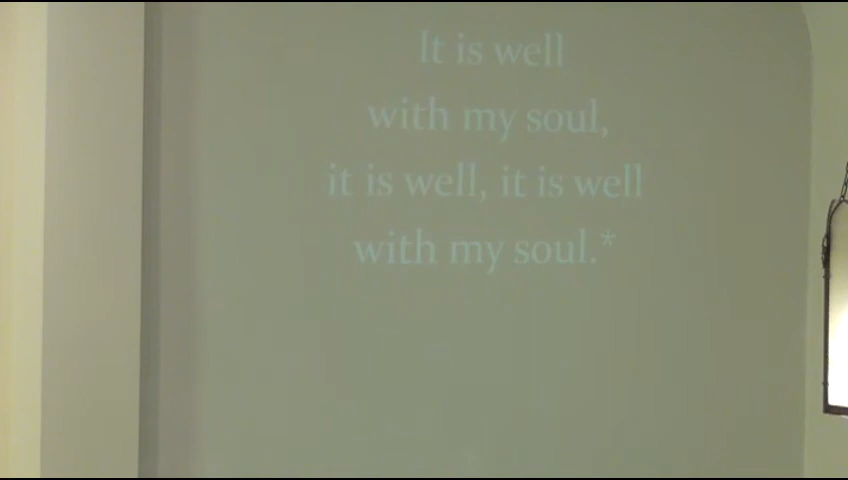 It is well
with my soul,
it is well, it is well
with my soul.*